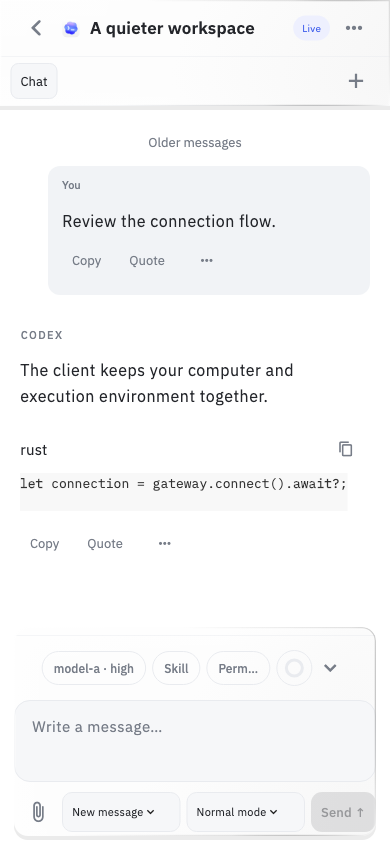 A quieter workspace
Live
Chat
Older messages
You
Review the connection flow.
Copy Quote
CODEX
The client keeps your computer and
execution environment together.
rust
let connection = gateway.connect().await?;
Copy Quote
model-a · high Skill Perm...
Write a message...
New message Normal mode Send ↑